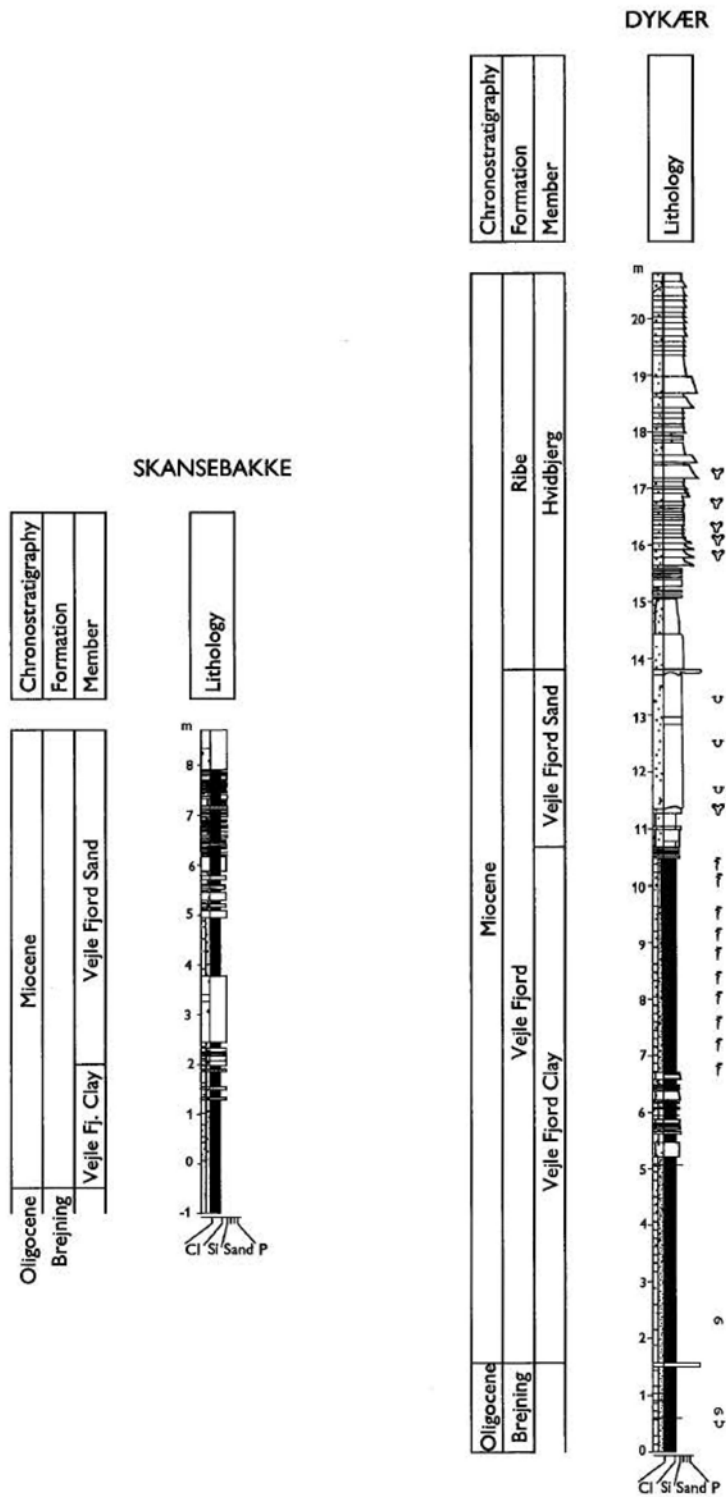 DYKÆR
Chronostratigraphy
Formation
Member
Lithology
m
20
19
18
17
16
15
14
13
12
11
10
9
8
7
6
5
4
3
2
1
0
Miocene
Oligocene
Ribe
Vejle Fjord
Brejning
Hvidbjerg
Vejle Fjord Sand
Vejle Fjord Clay
Cl Si Sand P
SKANSEBAKKE
Chronostratigraphy
Formation
Member
Lithology
m
8
7
6
5
4
3
2
1
0
-1
Miocene
Oligocene
Brejning
Vejle Fjord Sand
Vejle Fj. Clay
Cl Si Sand P